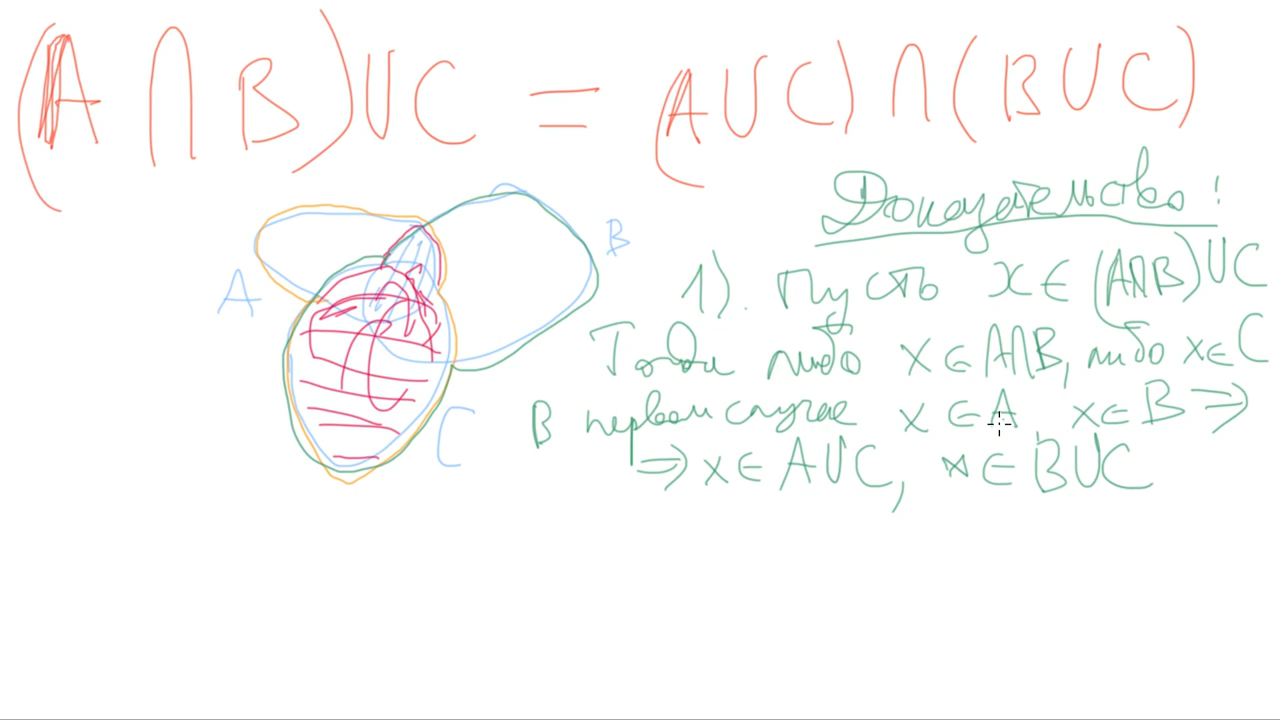 (A ∩ B) ∪ C = (A ∪ C) ∩ (B ∪ C)
Доказательство:
1). Пусть x ∈ (A∩B) ∪ C
Тогда либо x ∈ A∩B, либо x ∈ C
В первом случае x ∈ A, x ∈ B ⇒
⇒ x ∈ A ∪ C, x ∈ B ∪ C
A
B
C